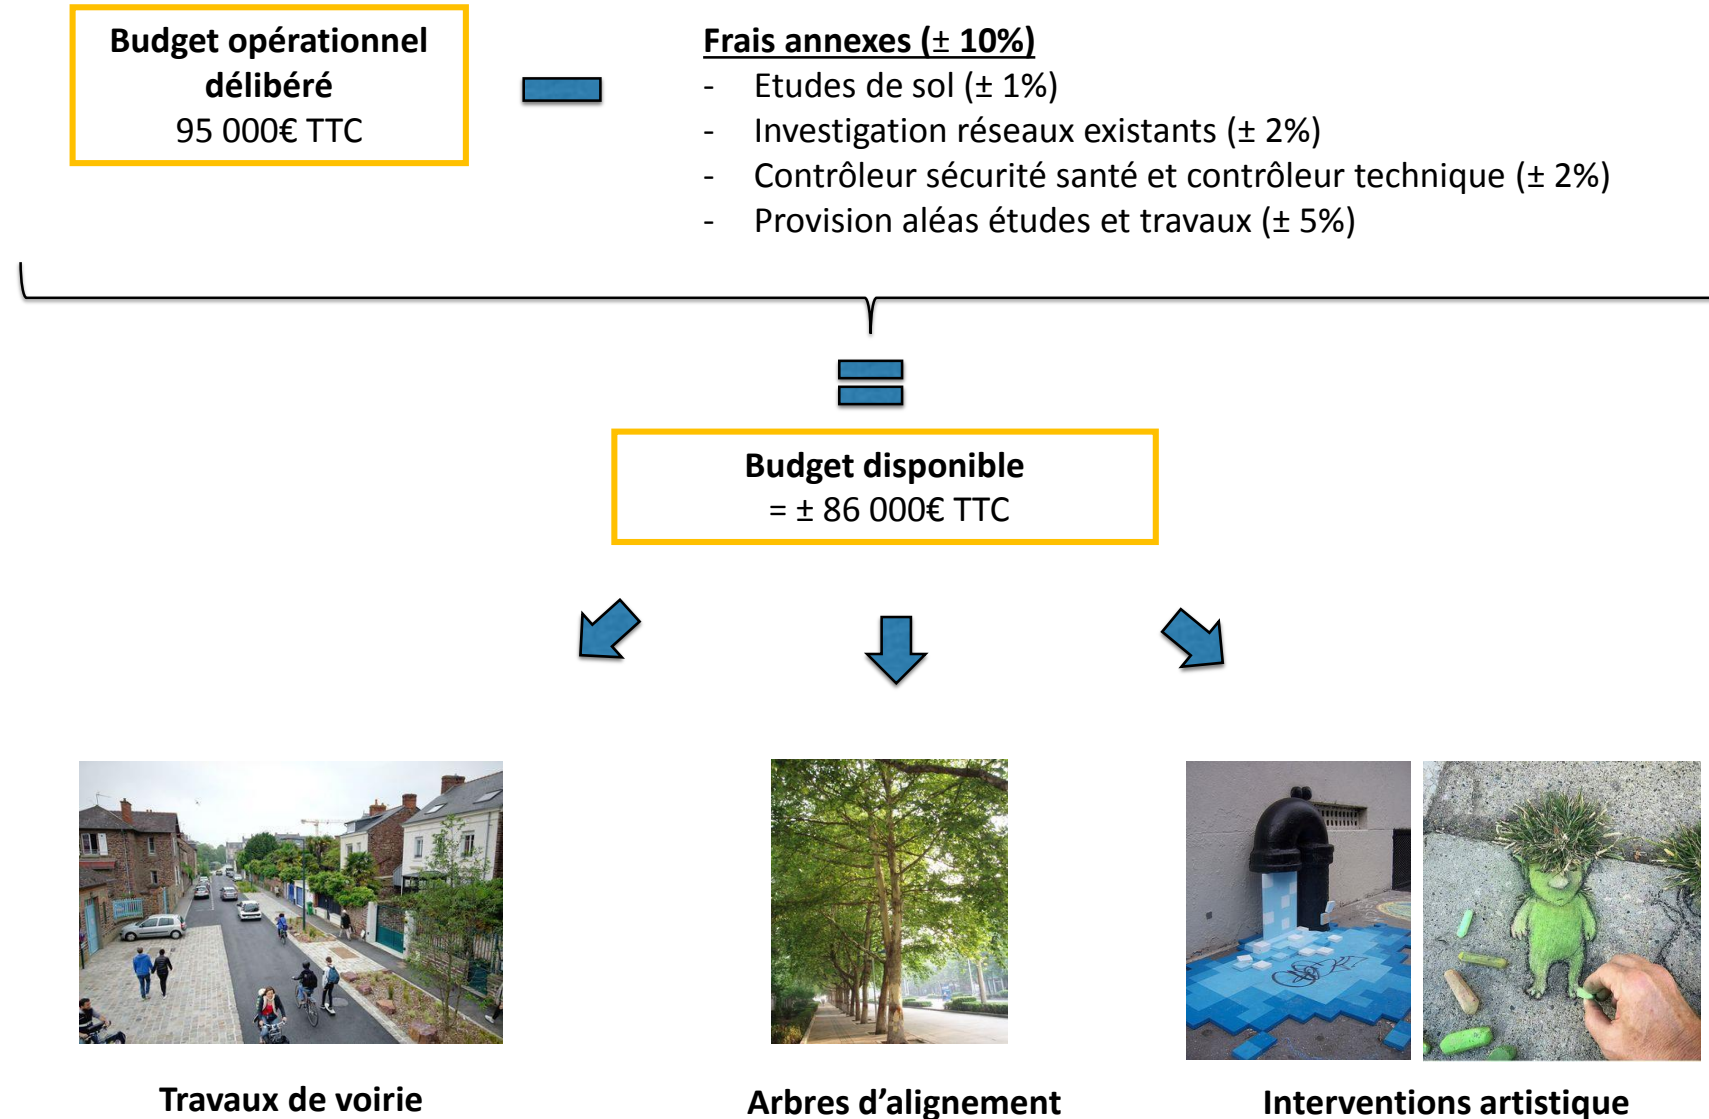 Budget opérationnel
délibéré
95 000€ TTC
Frais annexes (± 10%)
- Etudes de sol (± 1%)
- Investigation réseaux existants (± 2%)
- Contrôleur sécurité santé et contrôleur technique (± 2%)
- Provision aléas études et travaux (± 5%)
Budget disponible
= ± 86 000€ TTC
Travaux de voirie
Arbres d’alignement
Interventions artistique